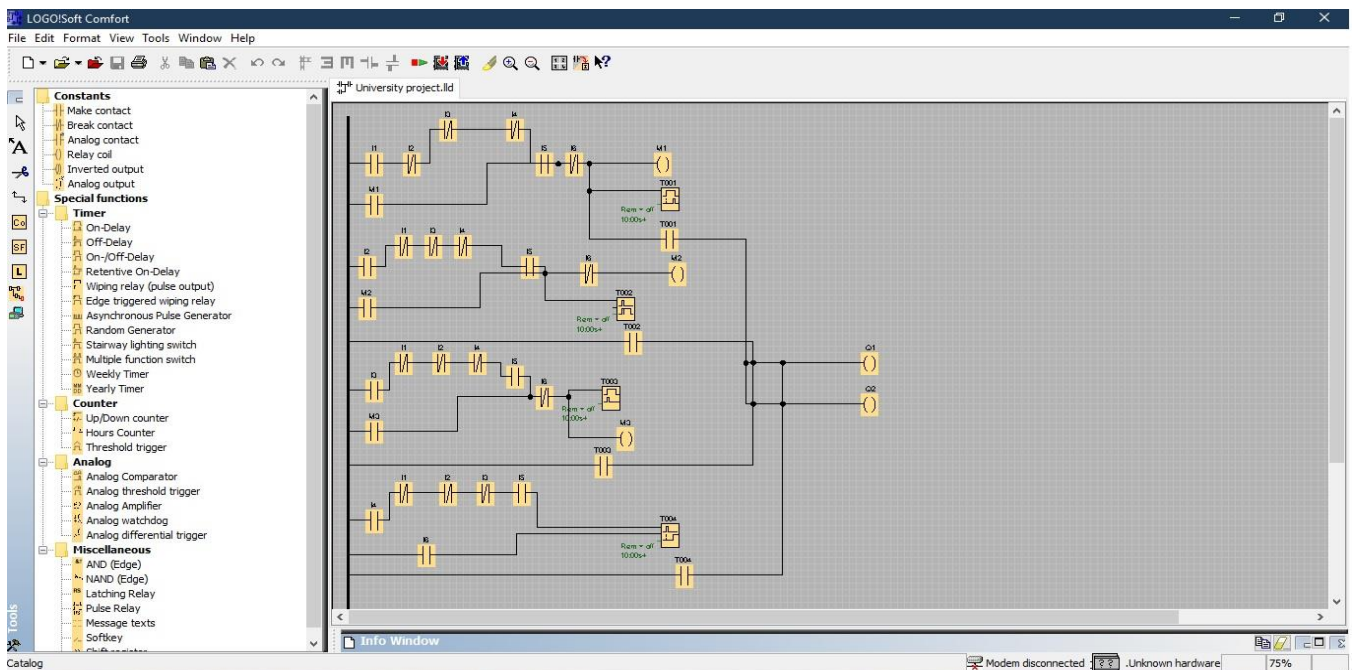 LOGO!Soft Comfort
File Edit Format View Tools Window Help
University project.lld
Constants
Make contact
Break contact
Analog contact
Relay coil
Inverted output
Analog output
Special functions
Timer
On-Delay
Off-Delay
On-/Off-Delay
Retentive On-Delay
Wiping relay (pulse output)
Edge triggered wiping relay
Asynchronous Pulse Generator
Random Generator
Stairway lighting switch
Multiple function switch
Weekly Timer
Yearly Timer
Counter
Up/Down counter
Hours Counter
Threshold trigger
Analog
Analog Comparator
Analog threshold trigger
Analog Amplifier
Analog watchdog
Analog differential trigger
Miscellaneous
AND (Edge)
NAND (Edge)
Latching Relay
Pulse Relay
Message texts
Softkey
Co
SF
L
Tools
I3 I4
I1 I2 I5 I6 M1
M1 T001
Rem = off
10:00s+
T001
I1 I3 I4
I2 I5 I6 M2
M2 T002
Rem = off
10:00s+
T002
I1 I2 I4 Q1
I3 I5 I6 T003
Rem = off
10:00s+
Q2
M3 M3
T003
I1 I2 I3 I5
I4 T004
I6
Rem = off
10:00s+
T004
Info Window
Catalog
Modem disconnected ?? .Unknown hardware 75%